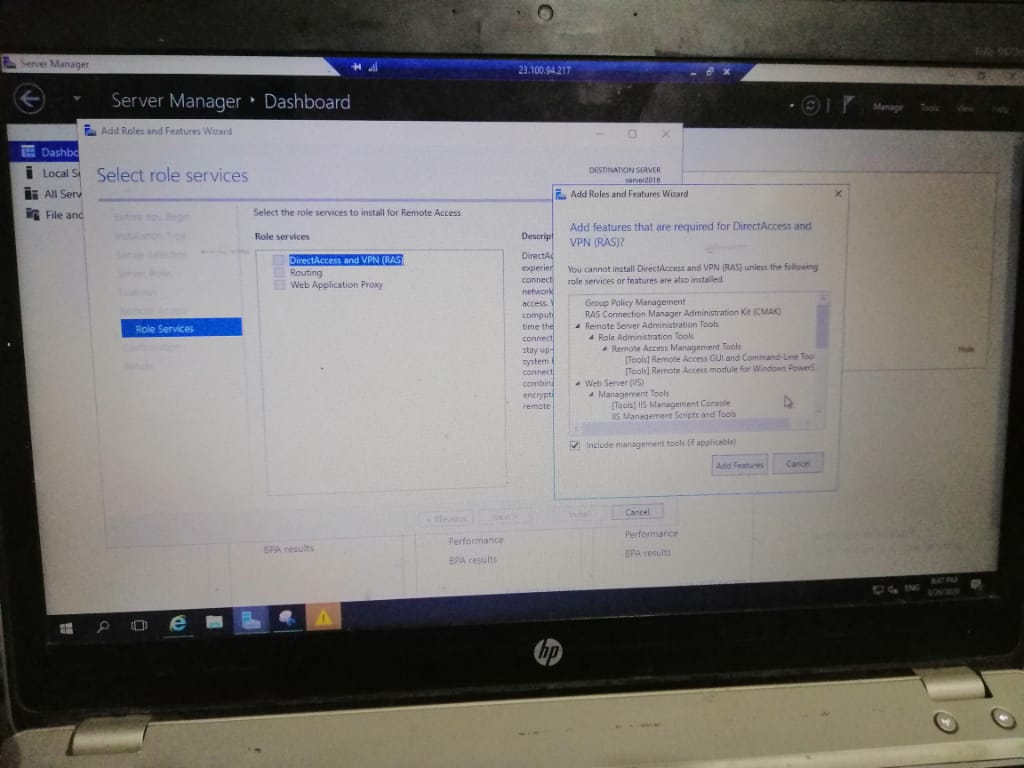 Server Manager
23.100.94.217
Server Manager • Dashboard
Manage
Tools
View
Help
Dashbo
Local Se
All Serv
File and
Add Roles and Features Wizard
Select role services
DESTINATION SERVER
server2016
Before You Begin
Installation Type
Server Selection
Server Roles
Features
Remote Access
Role Services
Confirmation
Results
Select the role services to install for Remote Access
Role services
DirectAccess and VPN (RAS)
Routing
Web Application Proxy
Descript
DirectAc
experien
connect
network
access. 
compute
time the
connect
stay-up-
system
connect
combina
encrypti
remote
< Previous
Next >
Install
Cancel
Add Roles and Features Wizard
Add features that are required for DirectAccess and
VPN (RAS)?
You cannot install DirectAccess and VPN (RAS) unless the following
role services or features are also installed.
Group Policy Management
RAS Connection Manager Administration Kit (CMAK)
Remote Server Administration Tools
Role Administration Tools
Remote Access Management Tools
[Tools] Remote Access GUI and Command-Line Too
[Tools] Remote Access module for Windows PowerS
Web Server (IIS)
Management Tools
[Tools] IIS Management Console
IIS Management Scripts and Tools
Include management tools (if applicable)
Add Features
Cancel
Hide
BPA results
Performance
BPA results
Performance
BPA results
ENG
8:47 PM
hp